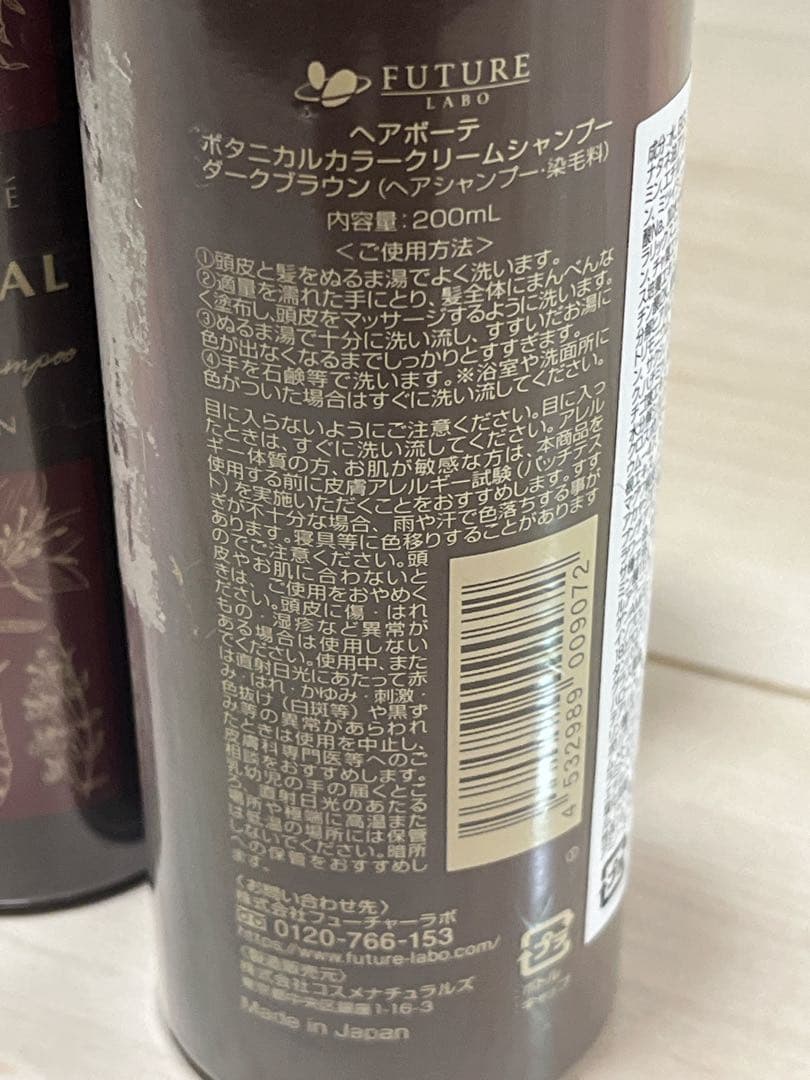 FUTURE
LABO
ヘアボーテ
ボタニカルカラークリームシャンプー
ダークブラウン(ヘアシャンプー・染毛料)
内容量:200mL
<ご使用方法>
①頭皮と髪をぬるま湯でよく洗います。
②適量を濡れた手にとり、髪全体にまんべんな
く塗布し、頭皮をマッサージするように洗います。
③ぬるま湯で十分に洗い流し、すすいだお湯に
色が出なくなるまでしっかりとすすぎます。
④手を石鹸等で洗います。※浴室や洗面所に
色がついた場合はすぐに洗い流してください。
目に入らないようにご注意ください。目に入っ
たときは、すぐに洗い流してください。アレル
ギー体質の方、お肌が敏感な方は、本商品を
使用する前に皮膚アレルギー試験(パッチテス
ト)を実施いただくことをおすすめします。すす
ぎが不十分な場合、雨や汗で色落ちする事が
あります。寝具等に色移りすることがあります
のでご注意ください。頭
皮やお肌に合わないと
きは、ご使用をおやめく
ださい。頭皮に傷・はれ
もの・湿疹など異常が
ある場合は使用しない
でください。使用中、また
は直射日光にあたって赤
み・はれ・かゆみ・刺激・
色抜け(白斑等)や黒ず
み等の異常があらわれ
たときは使用を中止し、
皮膚科専門医等へのご
相談をおすすめします。
乳幼児の手の届くとこ
ろ、直射日光のあたる
場所や極端に高温また
は低温の場所には保管
しないでください。暗所
への保管をおすすめし
ます。
4 532989 009072
①
<お問い合わせ先>
株式会社フューチャーラボ
0120-766-153
https://www.future-labo.com/
<製造販売元>
株式会社コスメナチュラルズ
東京都中央区銀座1-16-3
Made in Japan
プラ
ボトル
キャップ
AL